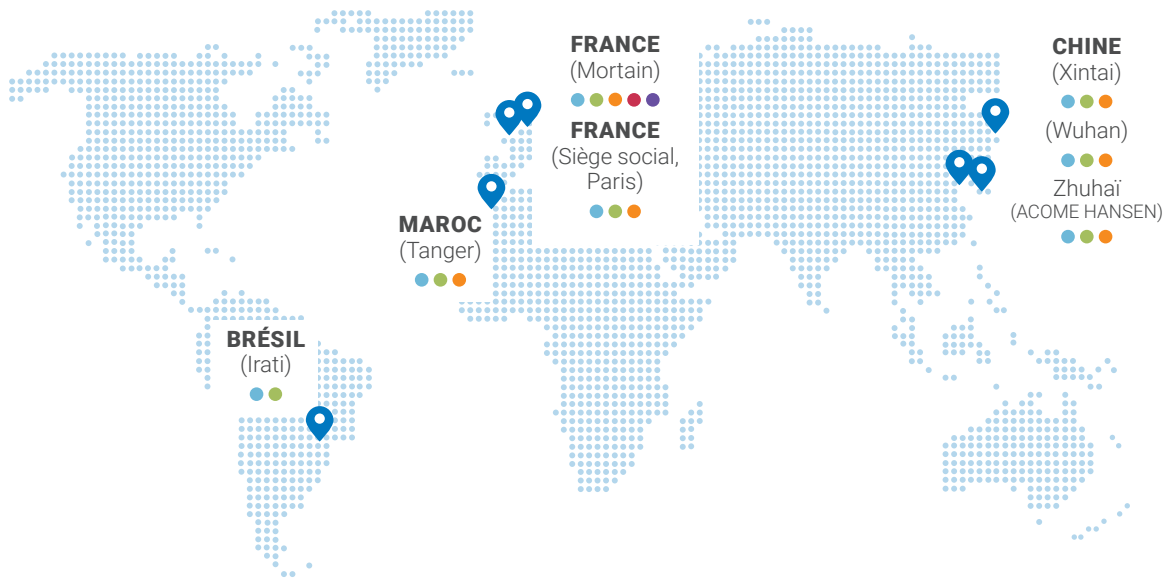 FRANCE
(Mortain)
FRANCE
(Siège social,
Paris)
MAROC
(Tanger)
BRÉSIL
(Irati)
CHINE
(Xintai)
(Wuhan)
Zhuhaï
(ACOME HANSEN)